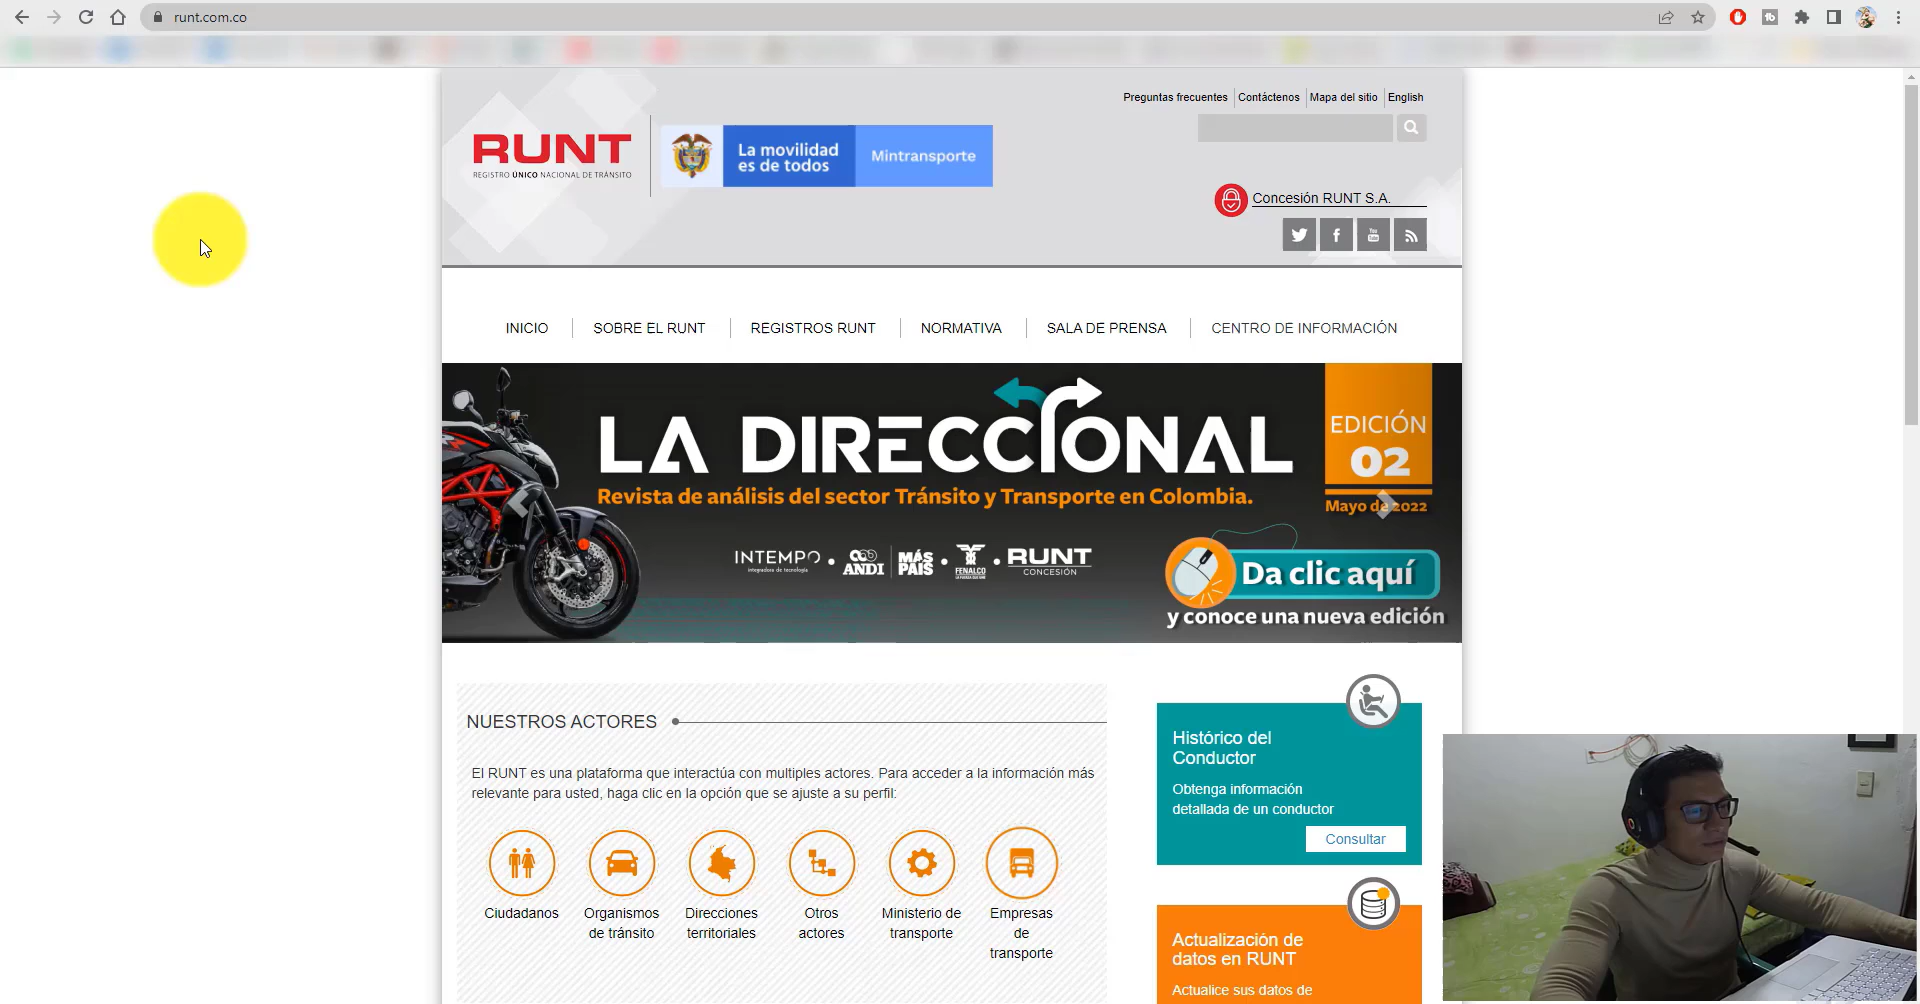 runt.com.co
Preguntas frecuentes
Contáctenos
Mapa del sitio
English
RUNT
REGISTRO ÚNICO NACIONAL DE TRÁNSITO
La movilidad
es de todos
Mintransporte
Concesión RUNT S.A.
INICIO
SOBRE EL RUNT
REGISTROS RUNT
NORMATIVA
SALA DE PRENSA
CENTRO DE INFORMACIÓN
LA DIRECCIONAL
Revista de análisis del sector Tránsito y Transporte en Colombia.
EDICIÓN
02
Mayo de 2022
INTEMPO
integradora de tecnología
ANDI
MÁS
PAÍS
FENALCO
RUNT
CONCESIÓN
Da clic aquí
y conoce una nueva edición
NUESTROS ACTORES
El RUNT es una plataforma que interactúa con multiples actores. Para acceder a la información más
relevante para usted, haga clic en la opción que se ajuste a su perfil:
Ciudadanos
Organismos
de tránsito
Direcciones
territoriales
Otros
actores
Ministerio de
transporte
Empresas
de
transporte
Histórico del
Conductor
Obtenga información
detallada de un conductor
Consultar
Actualización de
datos en RUNT
Actualice sus datos de